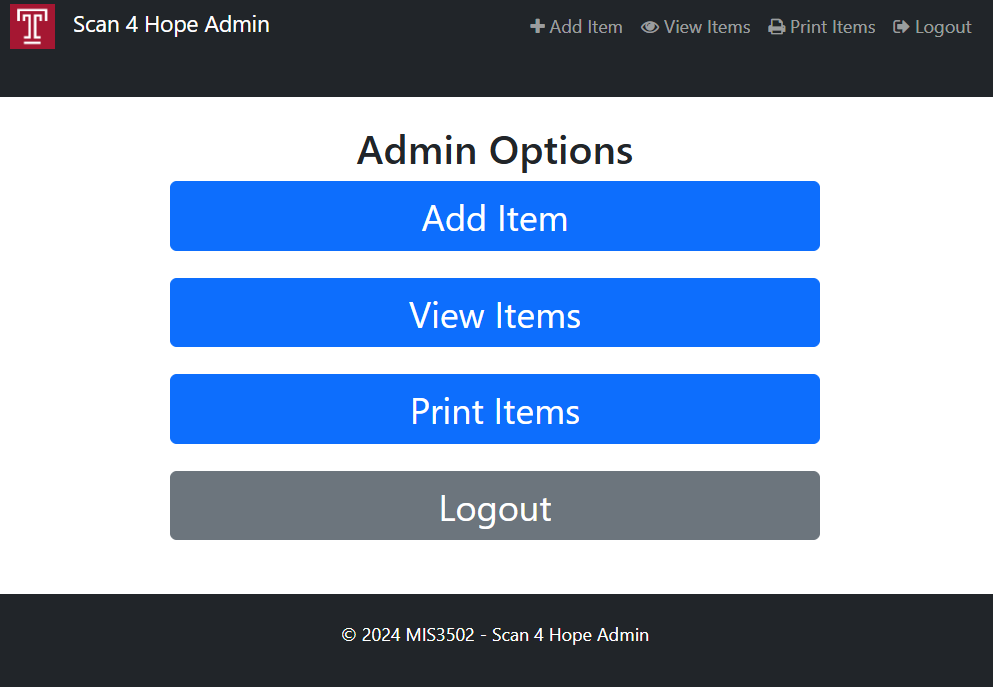 T Scan 4 Hope Admin Add Item View Items Print Items Logout
Admin Options
Add Item
View Items
Print Items
Logout
© 2024 MIS3502 - Scan 4 Hope Admin